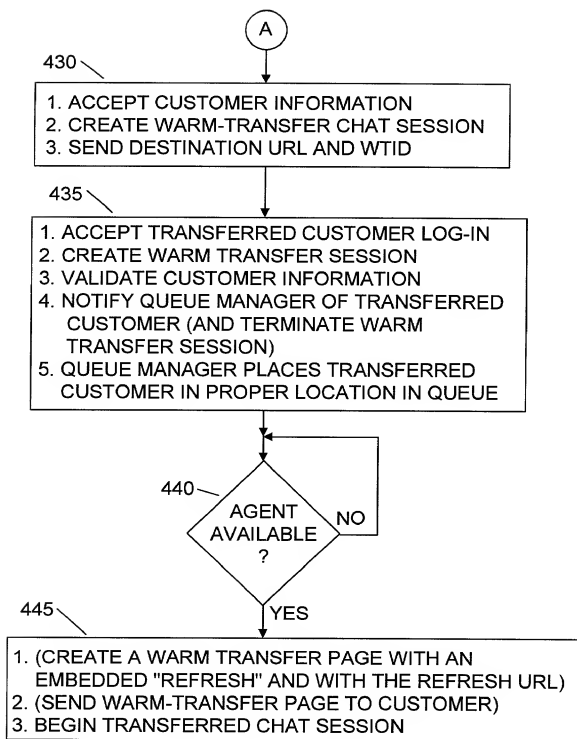 A
430
1. ACCEPT CUSTOMER INFORMATION
2. CREATE WARM-TRANSFER CHAT SESSION
3. SEND DESTINATION URL AND WTID
435
1. ACCEPT TRANSFERRED CUSTOMER LOG-IN
2. CREATE WARM TRANSFER SESSION
3. VALIDATE CUSTOMER INFORMATION
4. NOTIFY QUEUE MANAGER OF TRANSFERRED
CUSTOMER (AND TERMINATE WARM
TRANSFER SESSION)
5. QUEUE MANAGER PLACES TRANSFERRED
CUSTOMER IN PROPER LOCATION IN QUEUE
440
AGENT
AVAILABLE
?
NO
YES
445
1. (CREATE A WARM TRANSFER PAGE WITH AN
EMBEDDED "REFRESH" AND WITH THE REFRESH URL)
2. (SEND WARM-TRANSFER PAGE TO CUSTOMER)
3. BEGIN TRANSFERRED CHAT SESSION